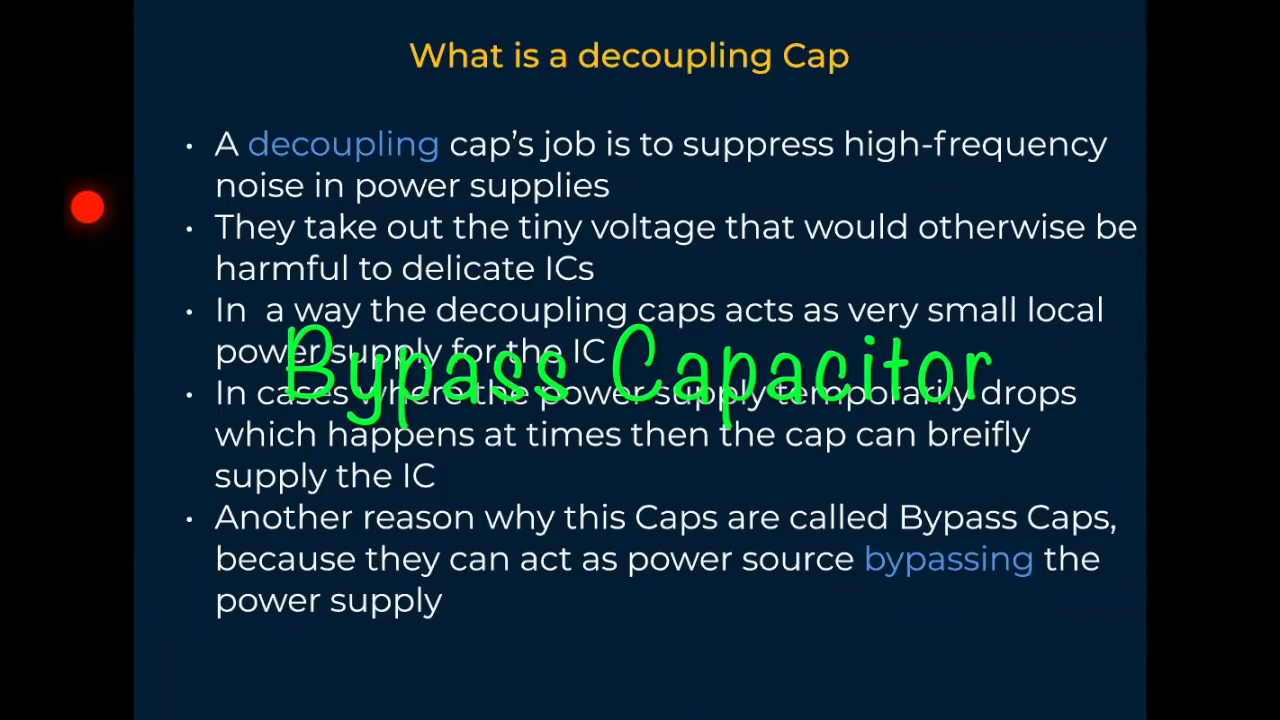 What is a decoupling Cap
• A decoupling cap's job is to suppress high-frequency
noise in power supplies
• They take out the tiny voltage that would otherwise be
harmful to delicate ICs
• In a way the decoupling caps acts as very small local
power supply for the IC
Bypass Capacitor
• In cases where the power supply temporarily drops
which happens at times then the cap can breifly
supply the IC
• Another reason why this Caps are called Bypass Caps,
because they can act as power source bypassing the
power supply